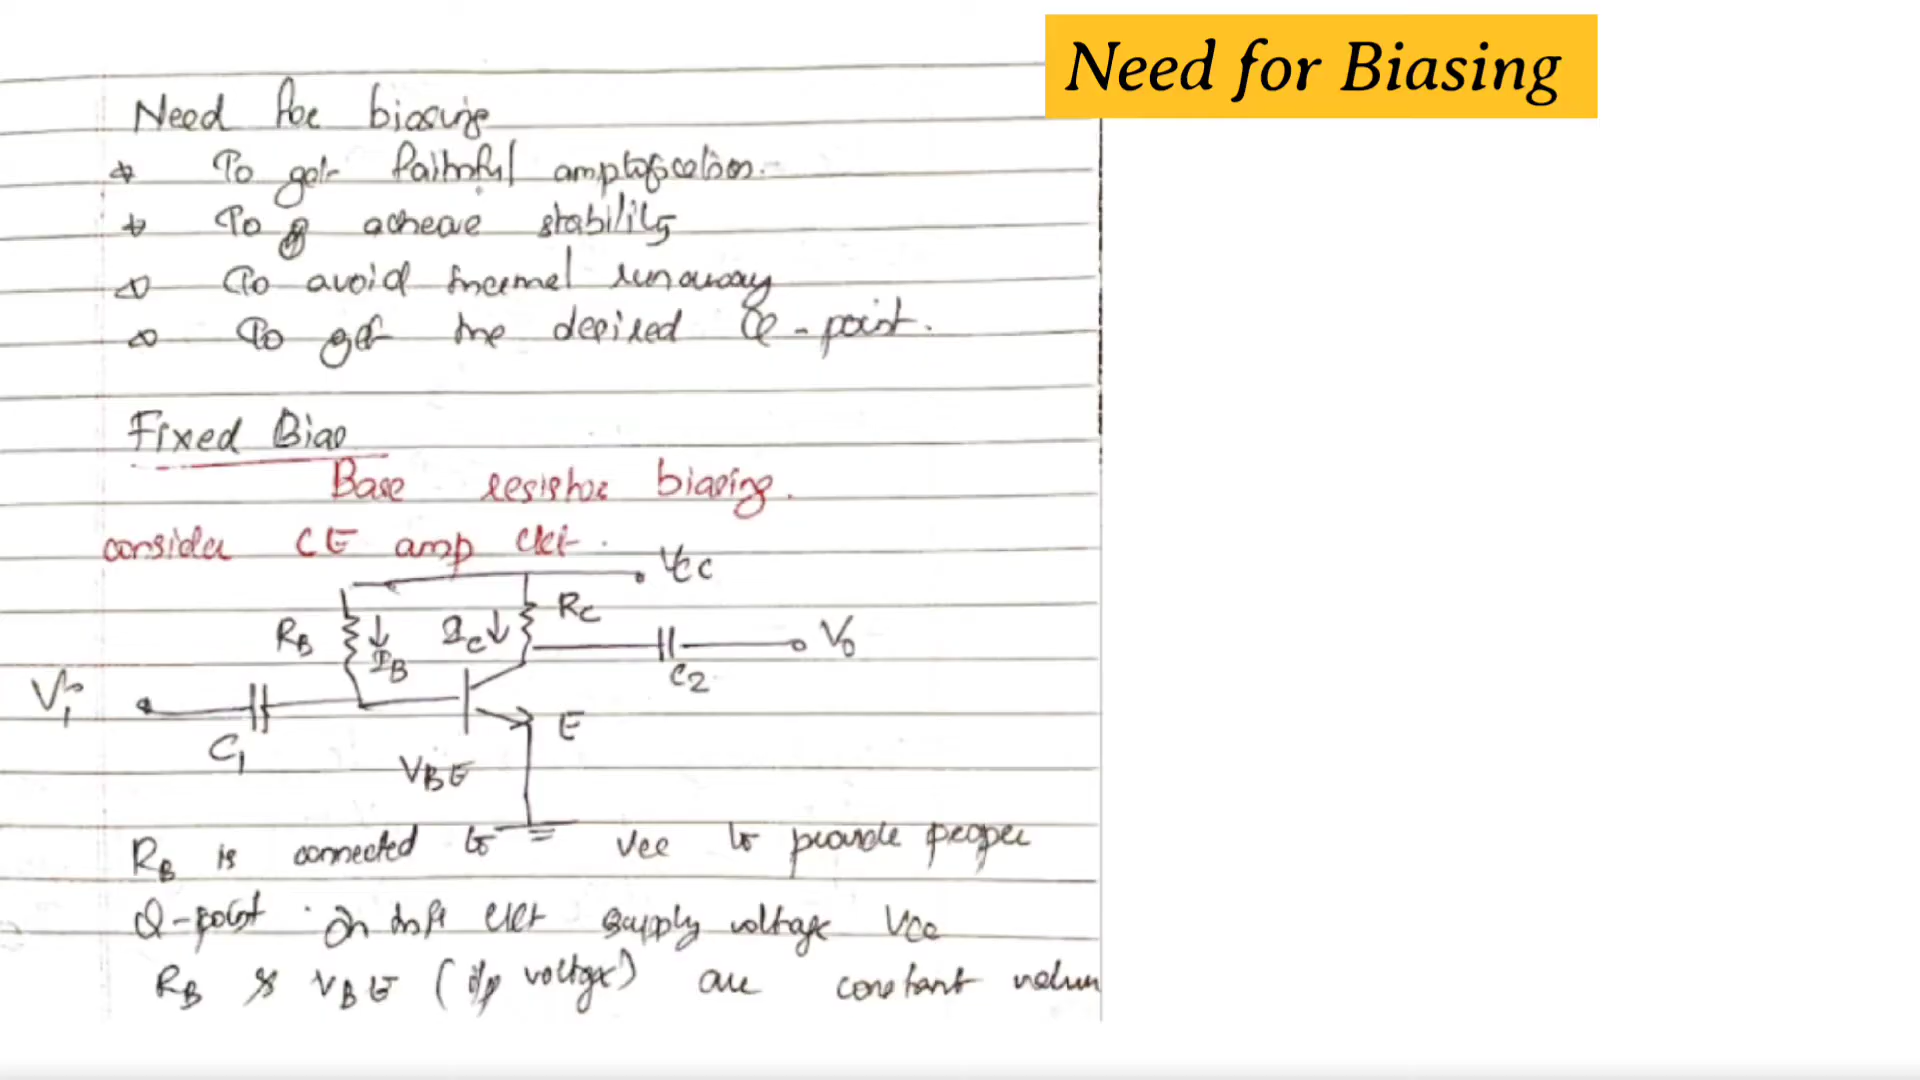 Need for Biasing
Need for biasing
* To get faithful amplification.
* To acheave stability
* To avoid thermal runaway
* To get the desired Q-point.
Fixed Bias
Base resistor biasing.
consider CE amp ckt.
VCC
RB IB IC RC
C2 Vo
Vi C1
E
VBE
RB is connected to Vcc to provide proper
Q-point. In this ckt supply voltage Vcc
RB & VBE (i/p voltage) are constant values